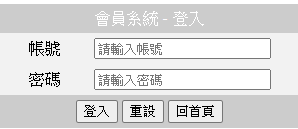 會員系統 - 登入
帳號 請輸入帳號
密碼 請輸入密碼
登入 重設 回首頁